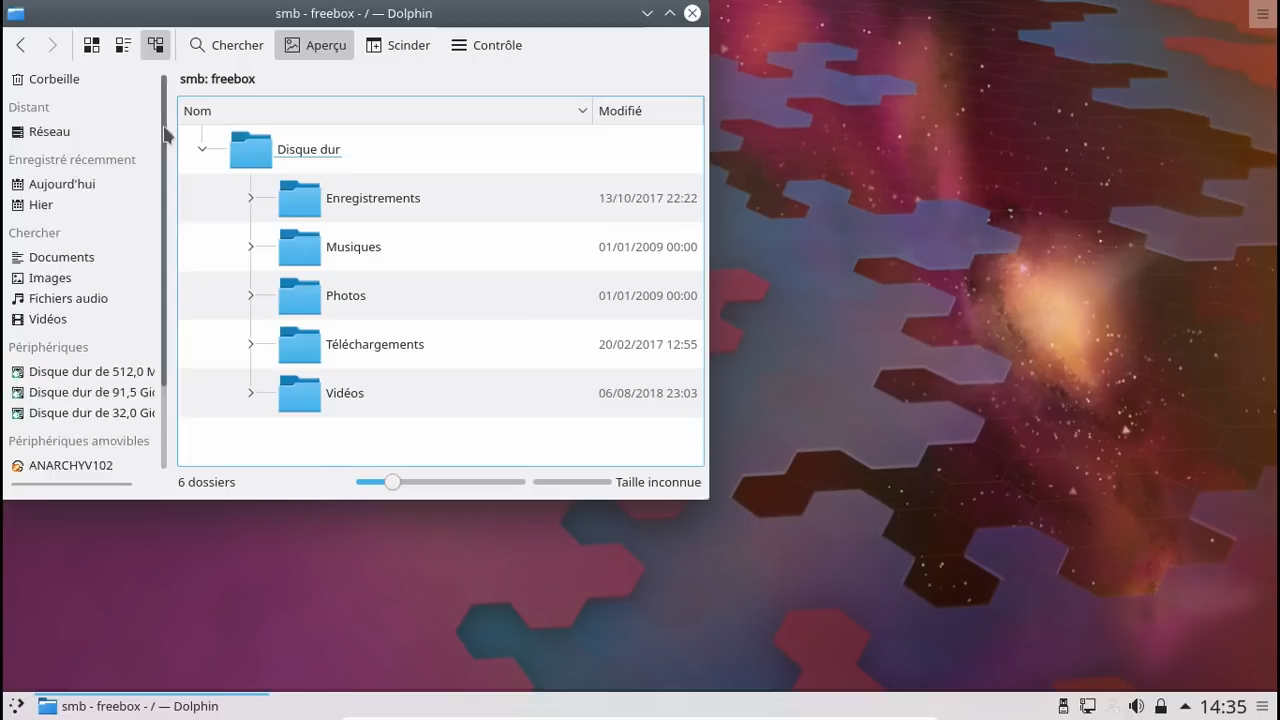 smb - freebox - / — Dolphin
Chercher
Aperçu
Scinder
Contrôle
Corbeille
Distant
Réseau
Enregistré récemment
Aujourd'hui
Hier
Chercher
Documents
Images
Fichiers audio
Vidéos
Périphériques
Disque dur de 512,0 M
Disque dur de 91,5 Gio
Disque dur de 32,0 Gio
Périphériques amovibles
ANARCHYV102
smb: freebox
Nom Modifié
Disque dur
Enregistrements 13/10/2017 22:22
Musiques 01/01/2009 00:00
Photos 01/01/2009 00:00
Téléchargements 20/02/2017 12:55
Vidéos 06/08/2018 23:03
6 dossiers Taille inconnue
smb - freebox - / — Dolphin 14:35